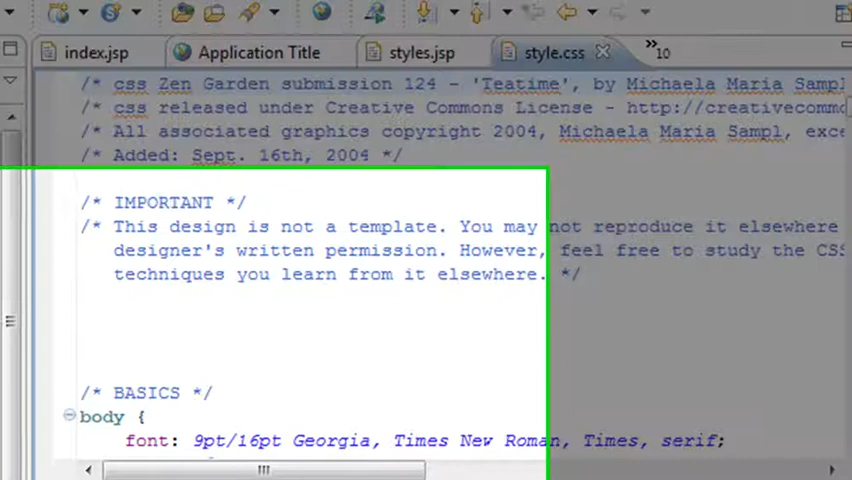 index.jsp Application Title styles.jsp style.css »10
/* css Zen Garden submission 124 - 'Teatime', by Michaela Maria Sampl
/* css released under Creative Commons License - http://creativecommo
/* All associated graphics copyright 2004, Michaela Maria Sampl, exce
/* Added: Sept. 16th, 2004 */
/* IMPORTANT */
/* This design is not a template. You may not reproduce it elsewhere
designer's written permission. However, feel free to study the CSS
techniques you learn from it elsewhere. */
/* BASICS */
body {
font: 9pt/16pt Georgia, Times New Roman, Times, serif;